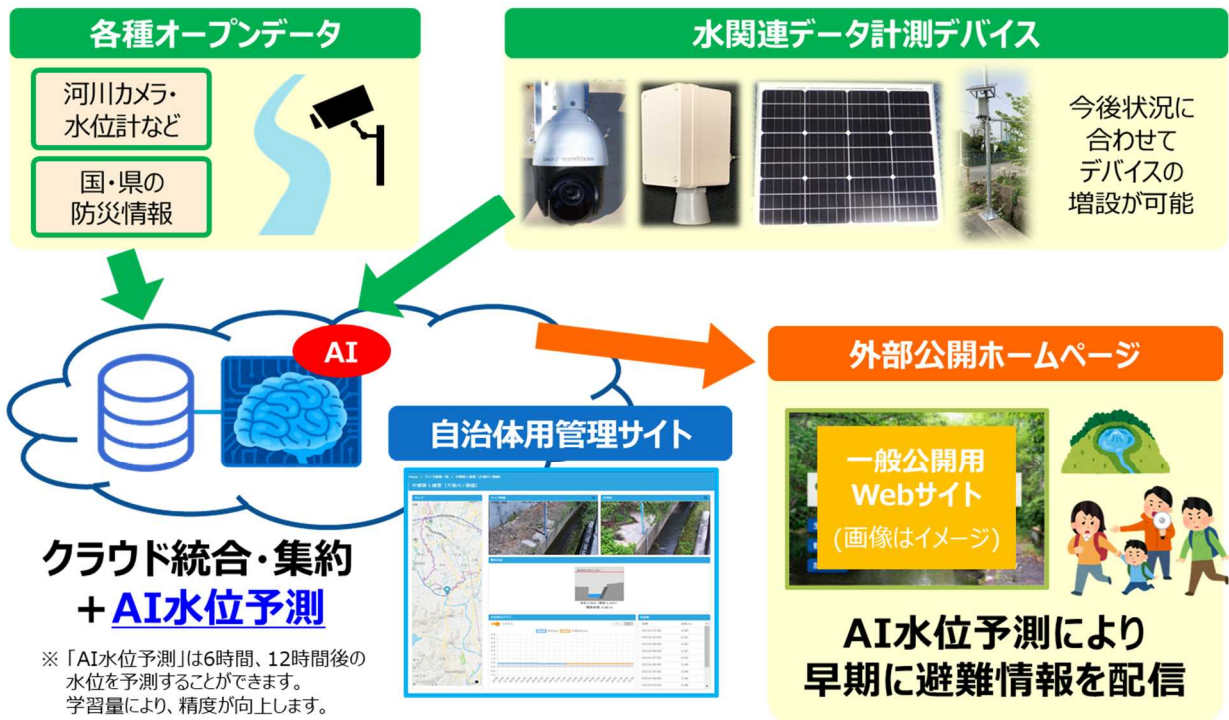 各種オープンデータ
河川カメラ・
水位計など
国・県の
防災情報
水関連データ計測デバイス
今後状況に
合わせて
デバイスの
増設が可能
AI
自治体用管理サイト
クラウド統合・集約
＋AI水位予測
※「AI水位予測」は6時間、12時間後の
水位を予測することができます。
学習量により、精度が向上します。
外部公開ホームページ
一般公開用
Webサイト
(画像はイメージ)
AI水位予測により
早期に避難情報を配信